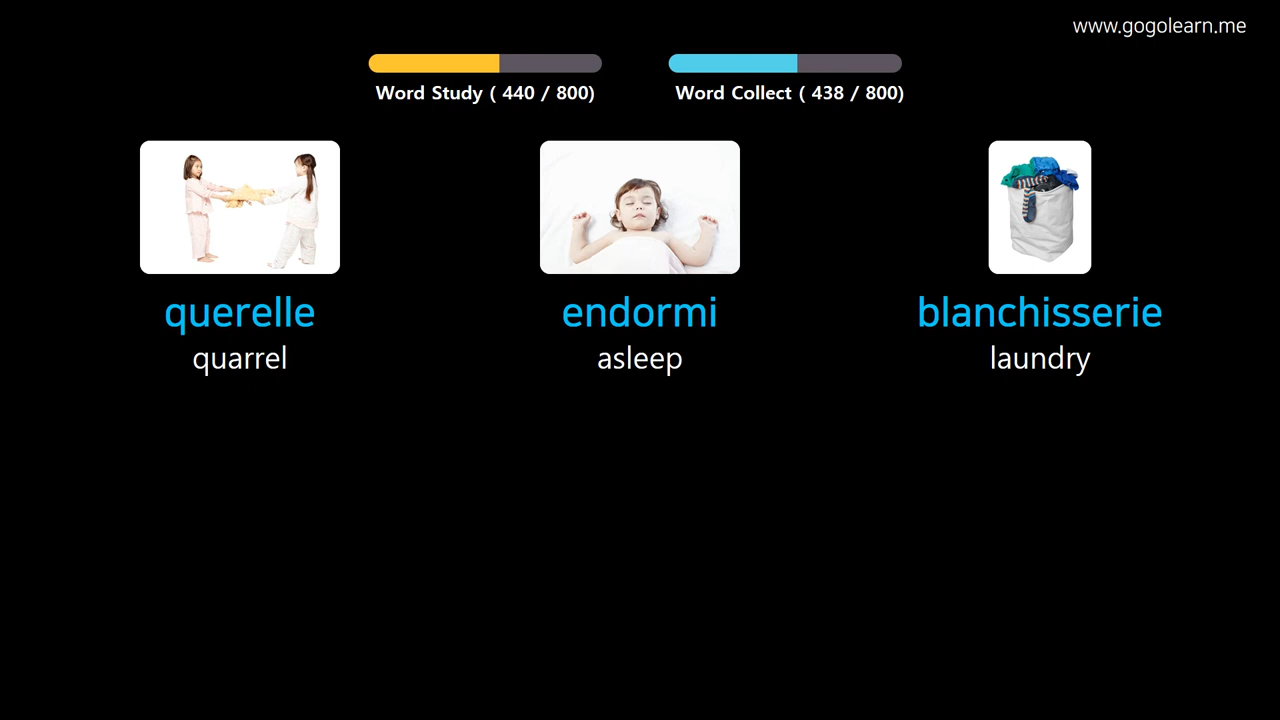 www.gogolearn.me
Word Study ( 440 / 800)
Word Collect ( 438 / 800)
querelle
quarrel
endormi
asleep
blanchisserie
laundry